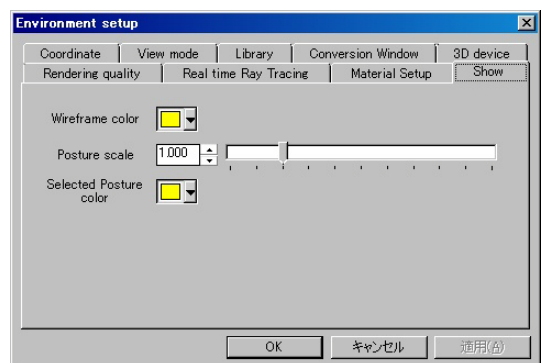 Environment setup
Coordinate View mode Library Conversion Window 3D device
Rendering quality Real time Ray Tracing Material Setup Show
Wireframe color
Posture scale 1.000
Selected Posture
color
OK キャンセル 適用(A)